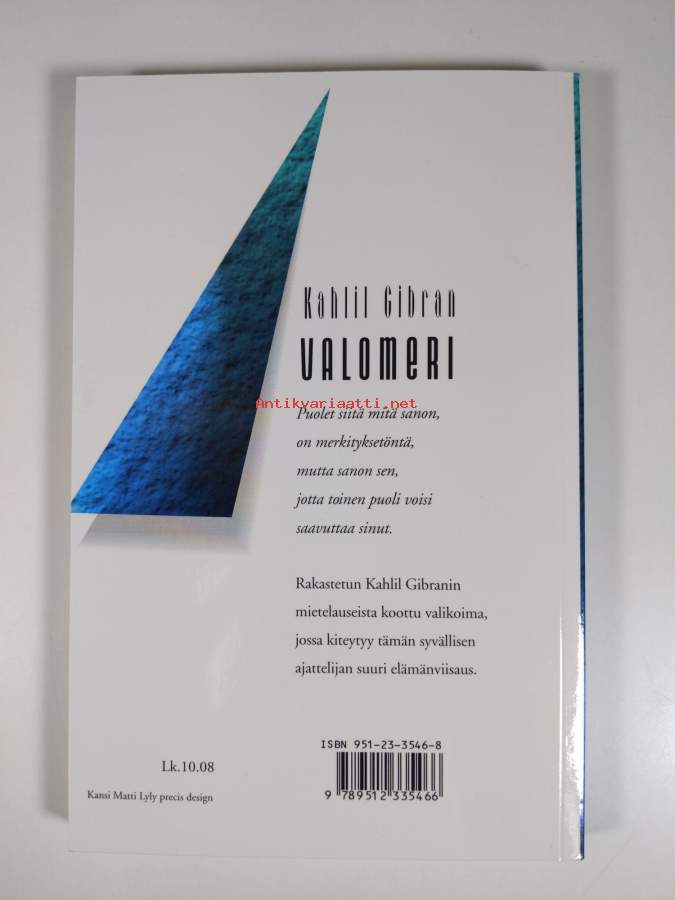 Kahlil Gibran
VALOMERI
Antikvariaatti.net
Puolet siitä mitä sanon,
on merkityksetöntä,
mutta sanon sen,
jotta toinen puoli voisi
saavuttaa sinut.
Rakastetun Kahlil Gibranin
mietelauseista koottu valikoima,
jossa kiteytyy tämän syvällisen
ajattelijan suuri elämänviisaus.
ISBN 951-23-3546-8
9 789512 335466
Lk.10.08
Kansi Matti Lyly precis design